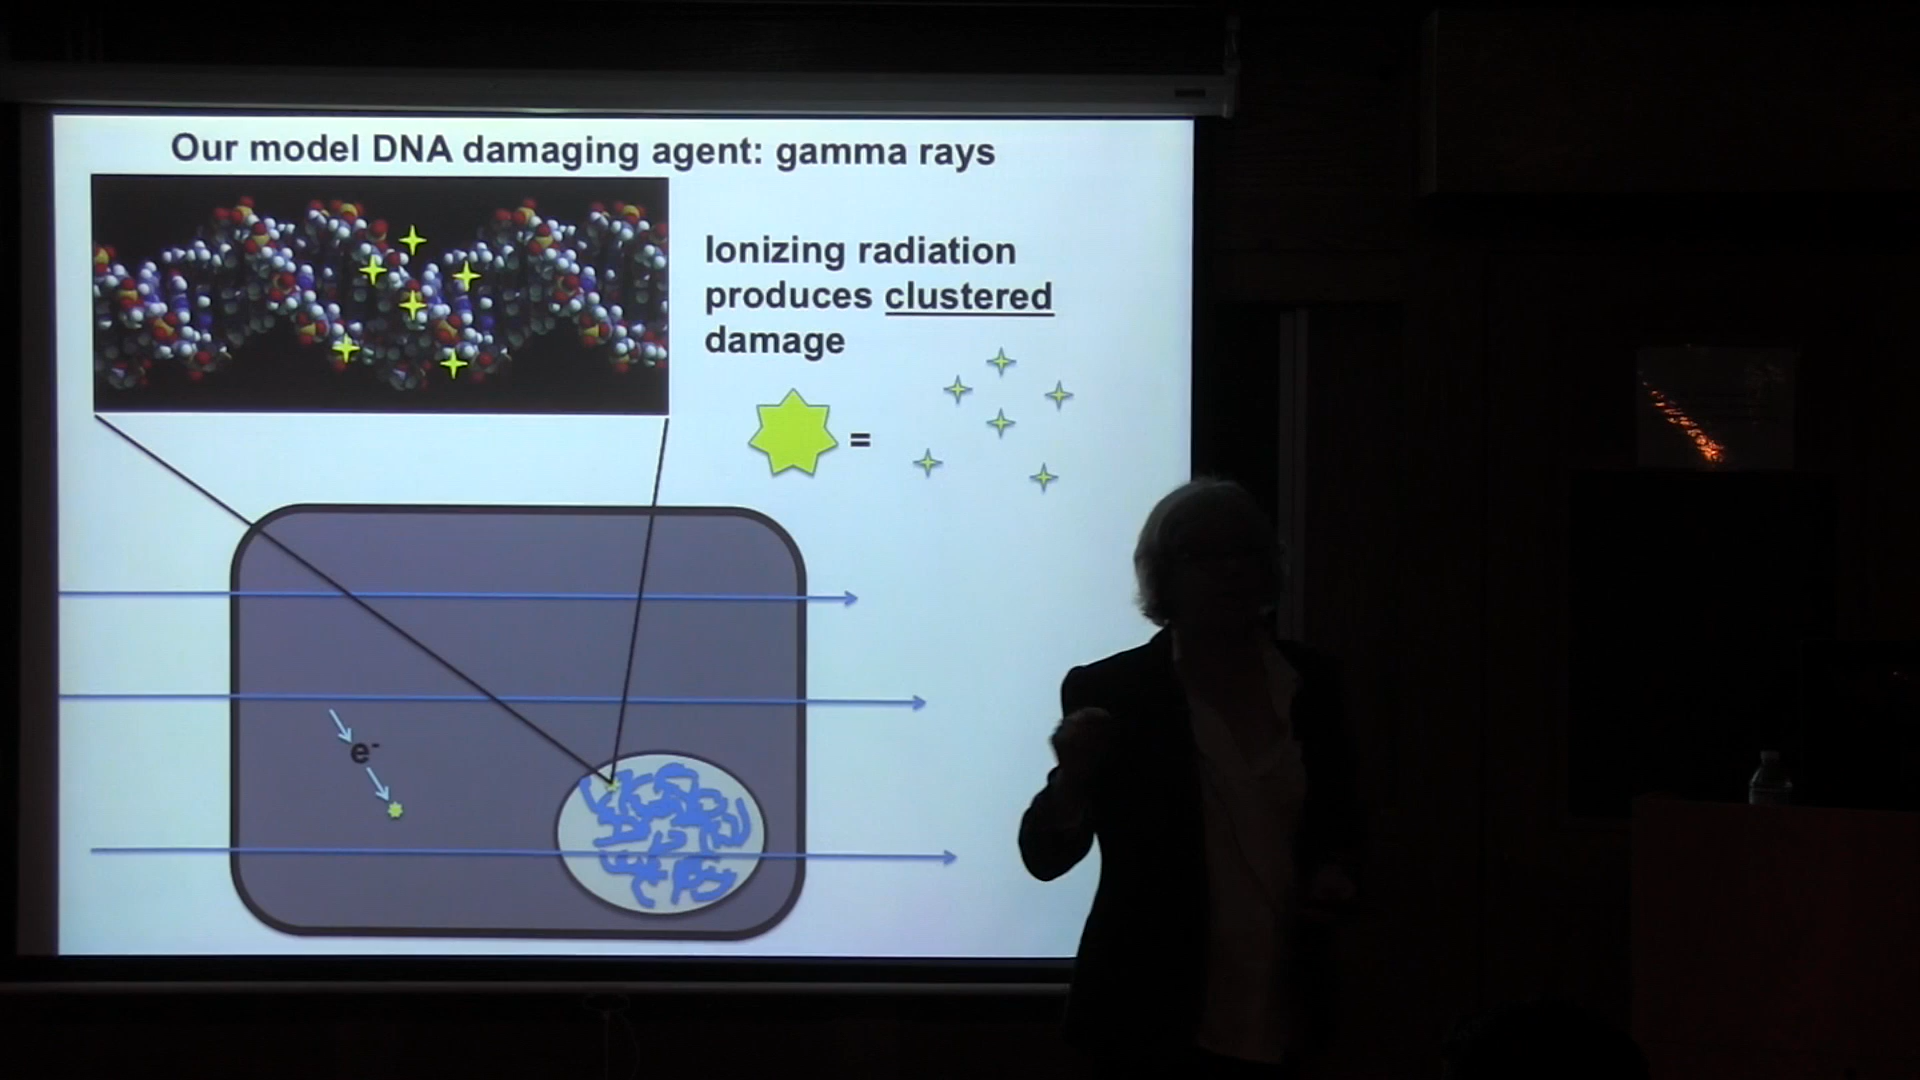 Our model DNA damaging agent: gamma rays
Ionizing radiation
produces clustered
damage
=
e-